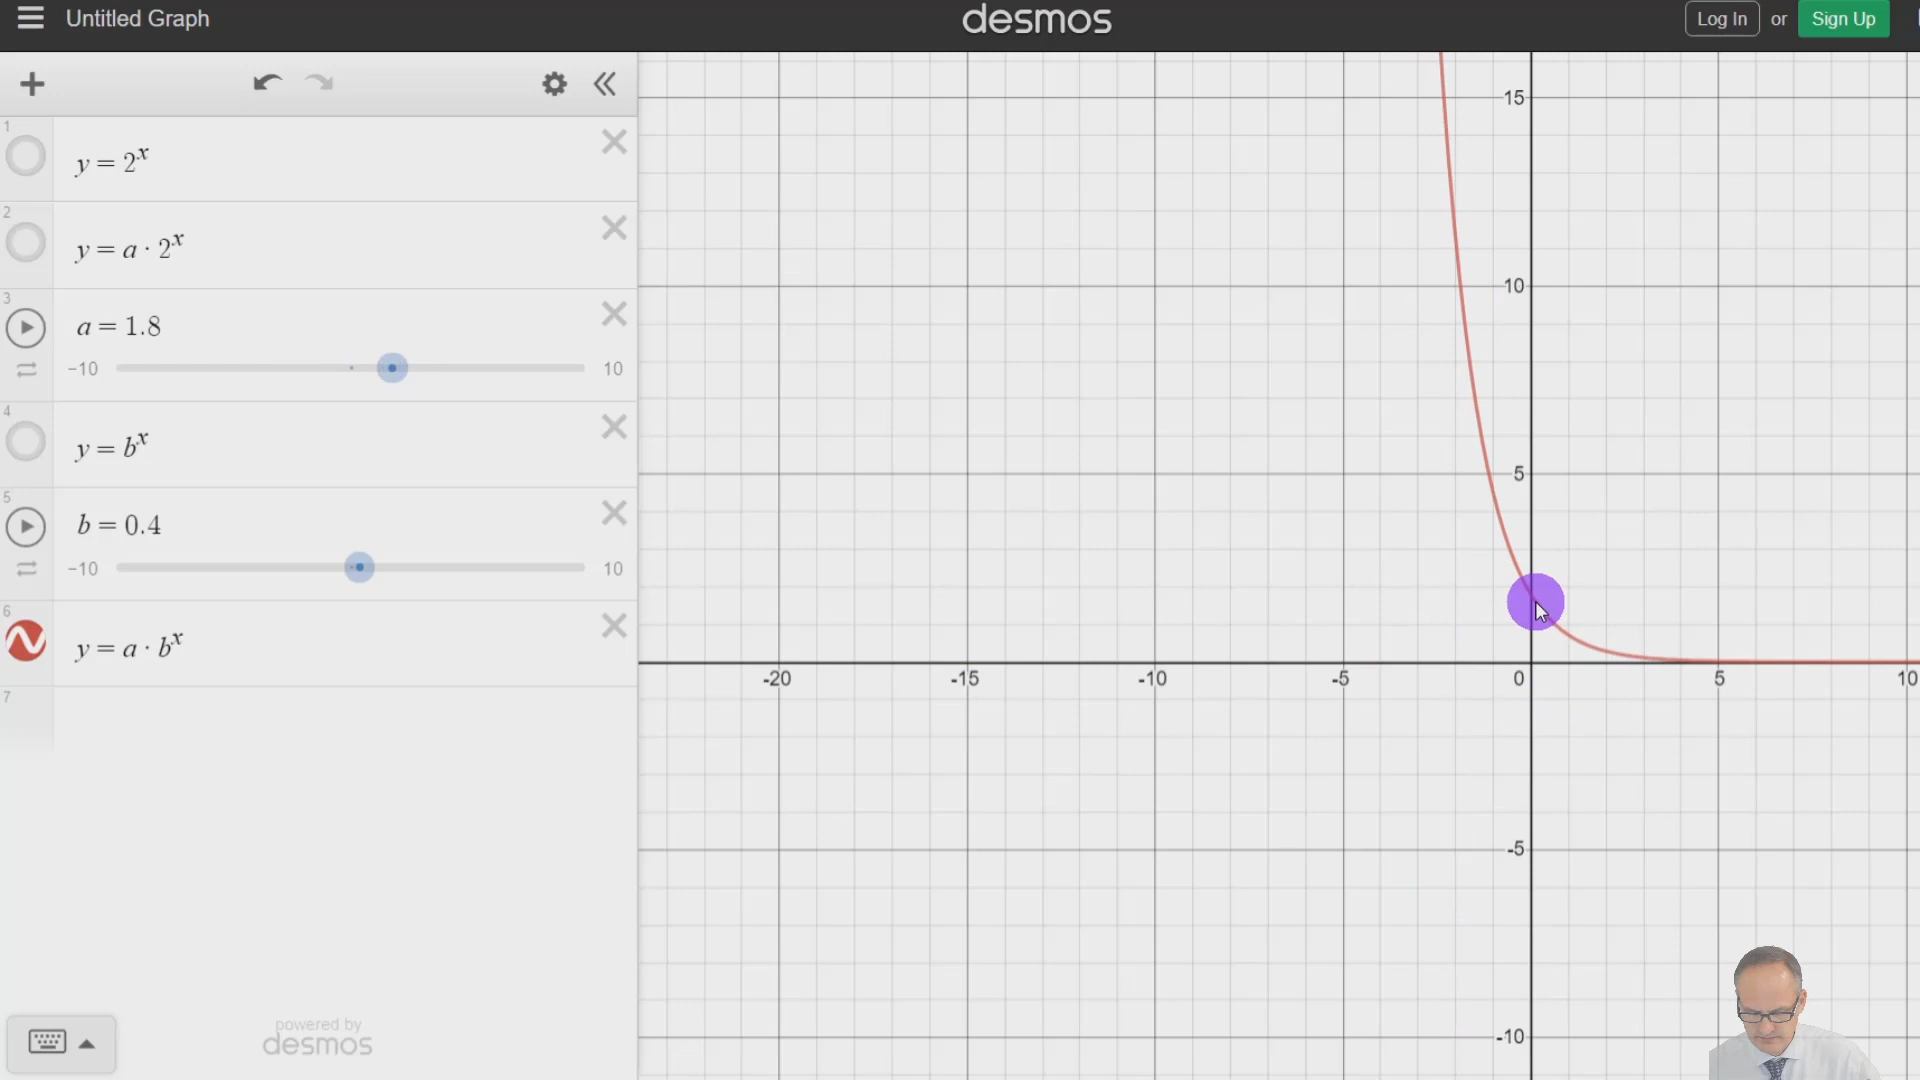 Untitled Graph
desmos
Log In or Sign Up
1
y = 2^x
2
y = a · 2^x
3
a = 1.8
-10 10
4
y = b^x
5
b = 0.4
-10 10
6
y = a · b^x
7
powered by
desmos
15
10
5
-20 -15 -10 -5 0 5 10
-5
-10